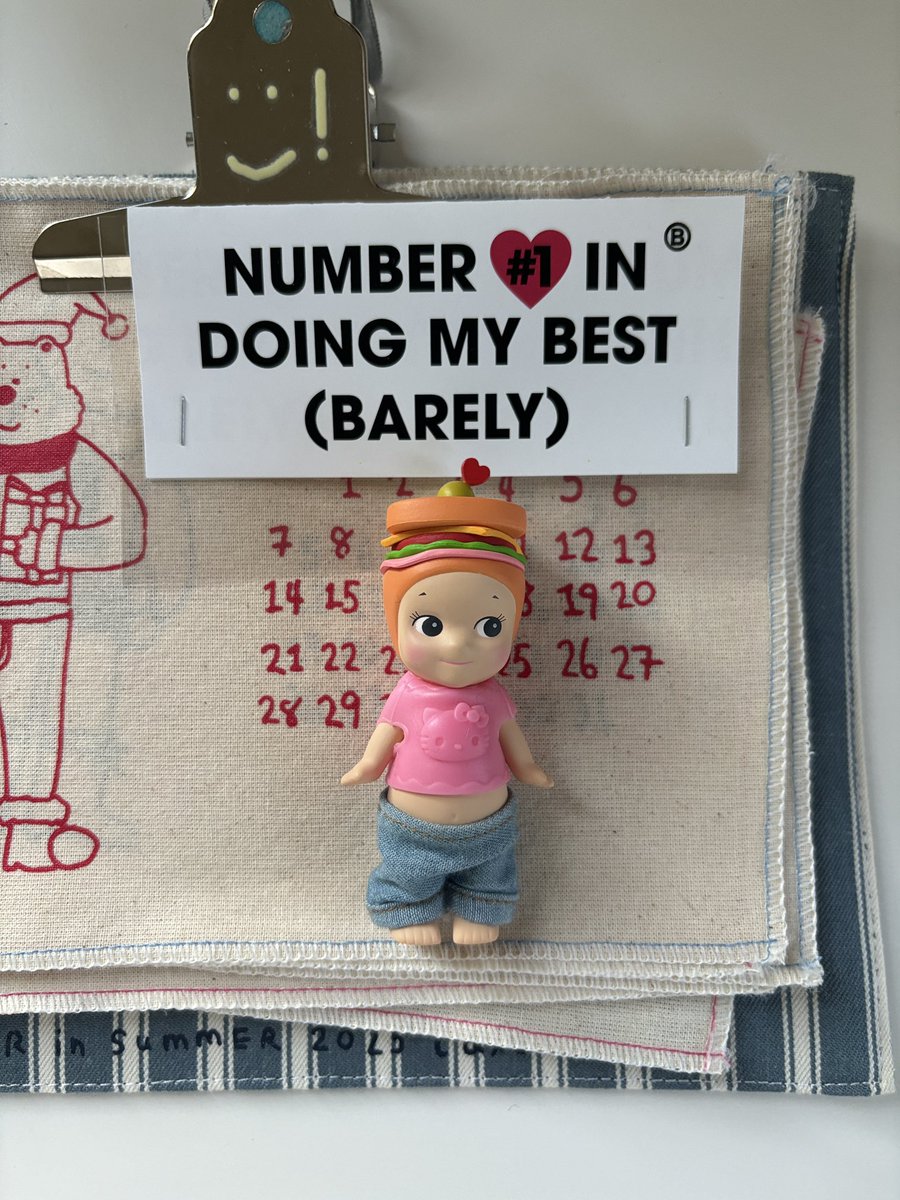 !
NUMBER #1 IN Ⓑ
DOING MY BEST
(BARELY)
1 2 4 5 6
7 8 12 13
14 15 19 20
21 22 26 27
28 29
in SummER 2025